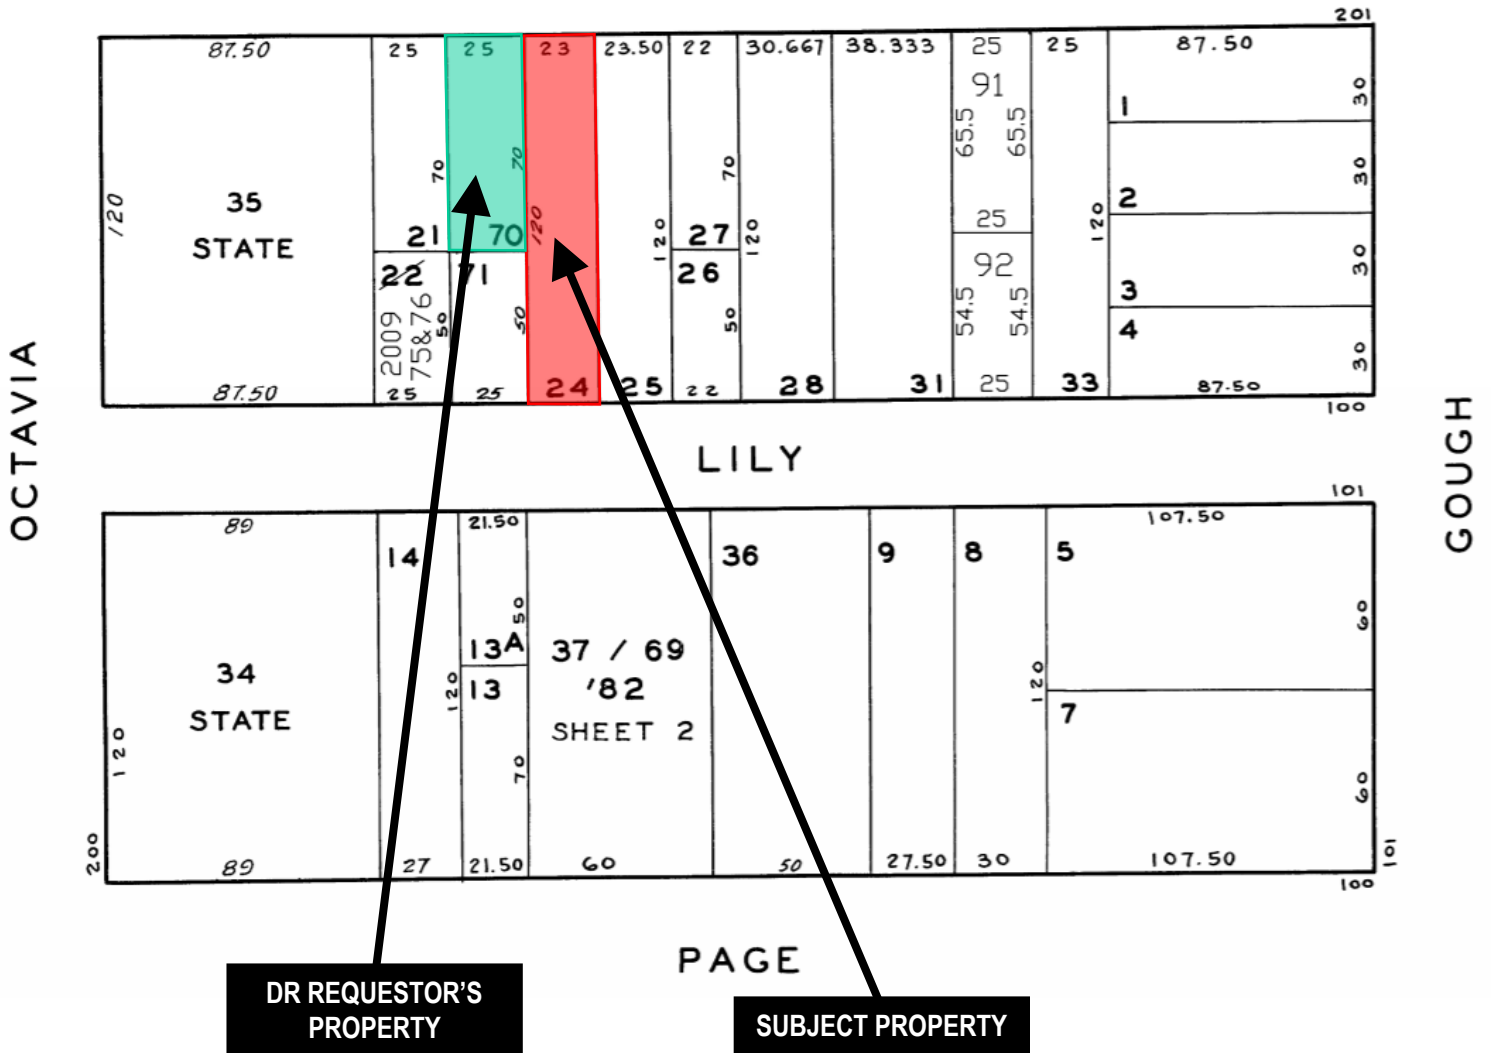 201
87.50 25 25 23 23.50 22 30.667 38.333 25 25 87.50
91
65.5 65.5
1
30
70 70 70
2
30
120
35
STATE
21 70 120 120 27 120 25 120
22 71 26 92
3
30
2009
75&76
50 50 50 54.5 54.5
4
30
87.50 25 25 24 25 22 28 31 25 33 87.50
100
OCTAVIA
LILY
GOUGH
101
89 21.50 107.50
14 36 9 8 5
50
60
13A 37 / 69
34 13 '82
STATE 120 SHEET 2 120
7
120
70
60
200 89 27 21.50 60 50 27.50 30 107.50 101
100
PAGE
DR REQUESTOR'S
PROPERTY
SUBJECT PROPERTY